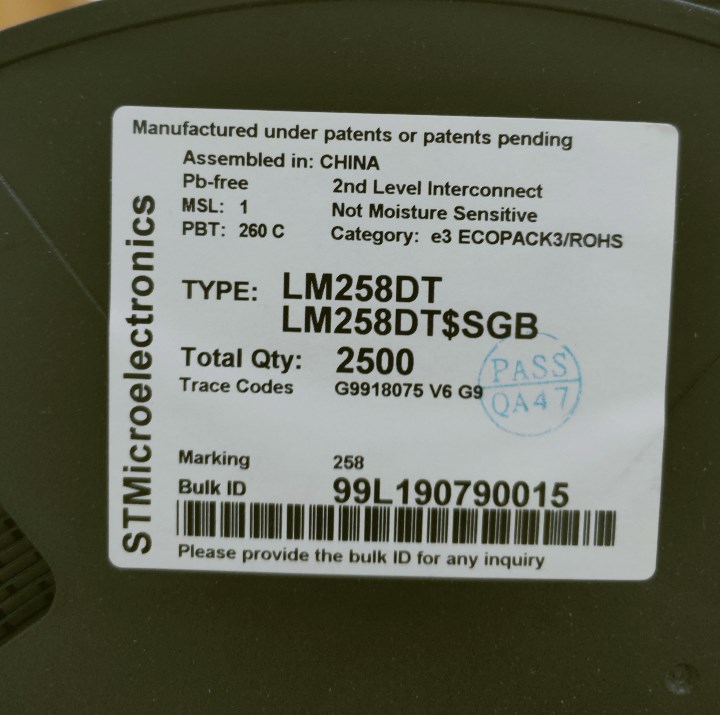 Manufactured under patents or patents pending
Assembled in: CHINA
Pb-free 2nd Level Interconnect
MSL: 1 Not Moisture Sensitive
PBT: 260 C Category: e3 ECOPACK3/ROHS
STMicroelectronics
TYPE: LM258DT
LM258DT$SGB
Total Qty: 2500
PASS
Trace Codes G9918075 V6 G9
QA47
Marking 258
Bulk ID 99L190790015
Please provide the bulk ID for any inquiry